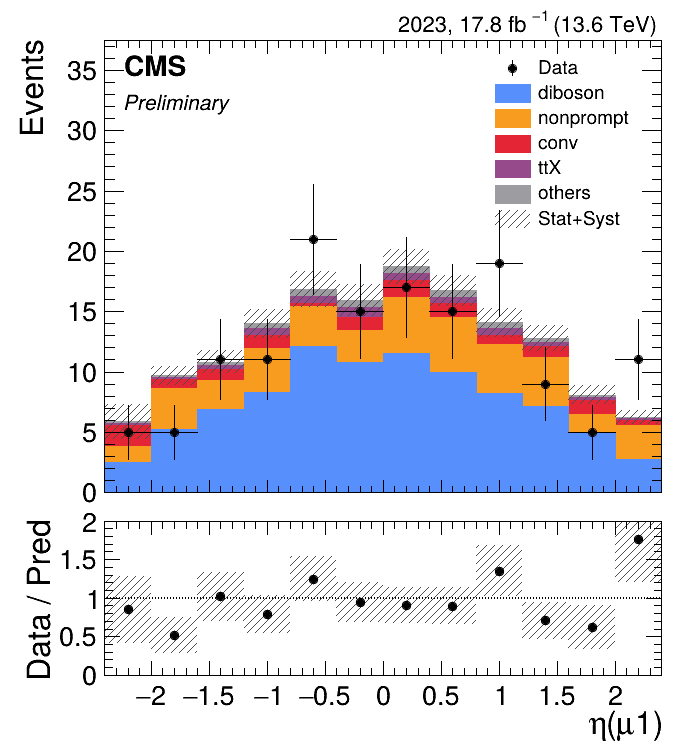 2023, 17.8 fb⁻¹ (13.6 TeV)
Events
CMS
Preliminary
Data
diboson
nonprompt
conv
ttX
others
Stat+Syst
35
30
25
20
15
10
5
0
Data / Pred
2
1.5
1
0.5
0
−2 −1.5 −1 −0.5 0 0.5 1 1.5 2
η(μ1)